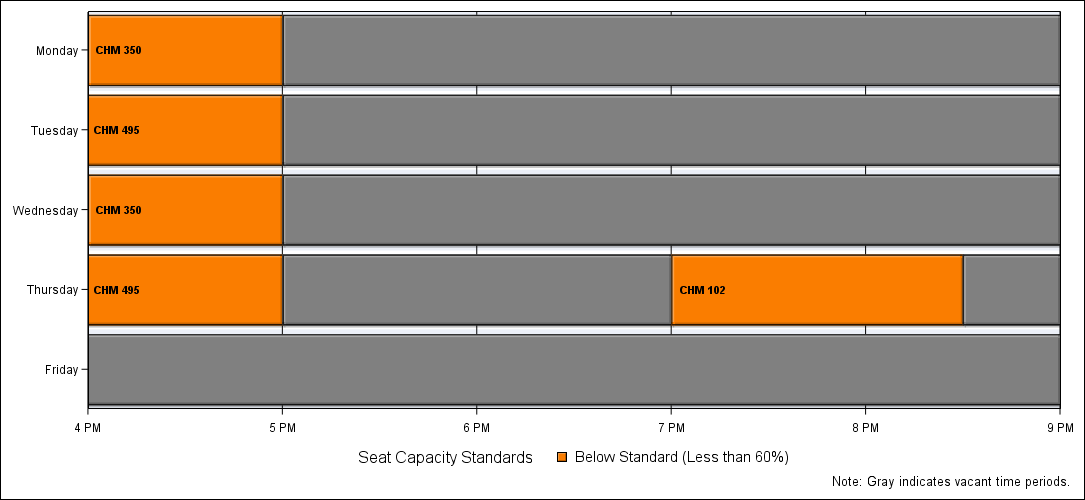 Monday
CHM 350
Tuesday
CHM 495
Wednesday
CHM 350
Thursday
CHM 495
CHM 102
Friday
4 PM 5 PM 6 PM 7 PM 8 PM 9 PM
Seat Capacity Standards Below Standard (Less than 60%)
Note: Gray indicates vacant time periods.